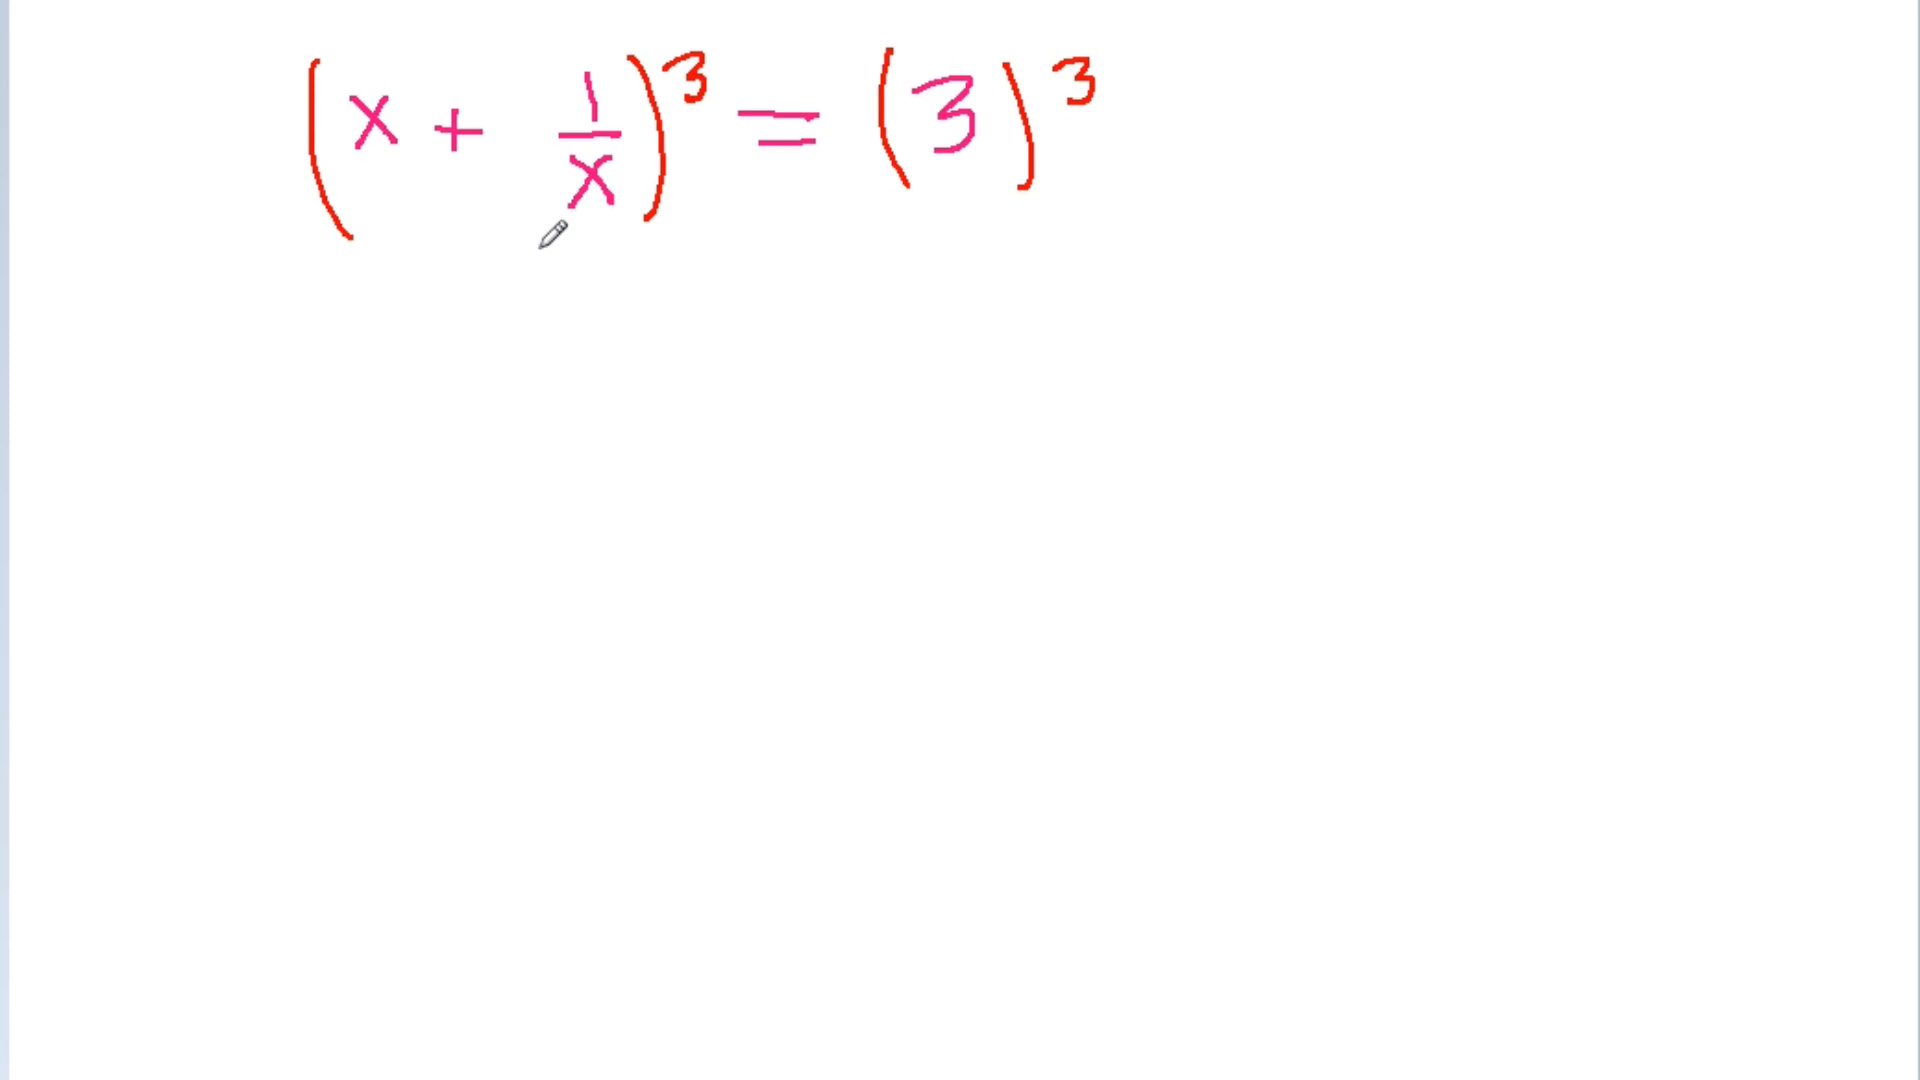 (x + 1/x)³ = (3)³